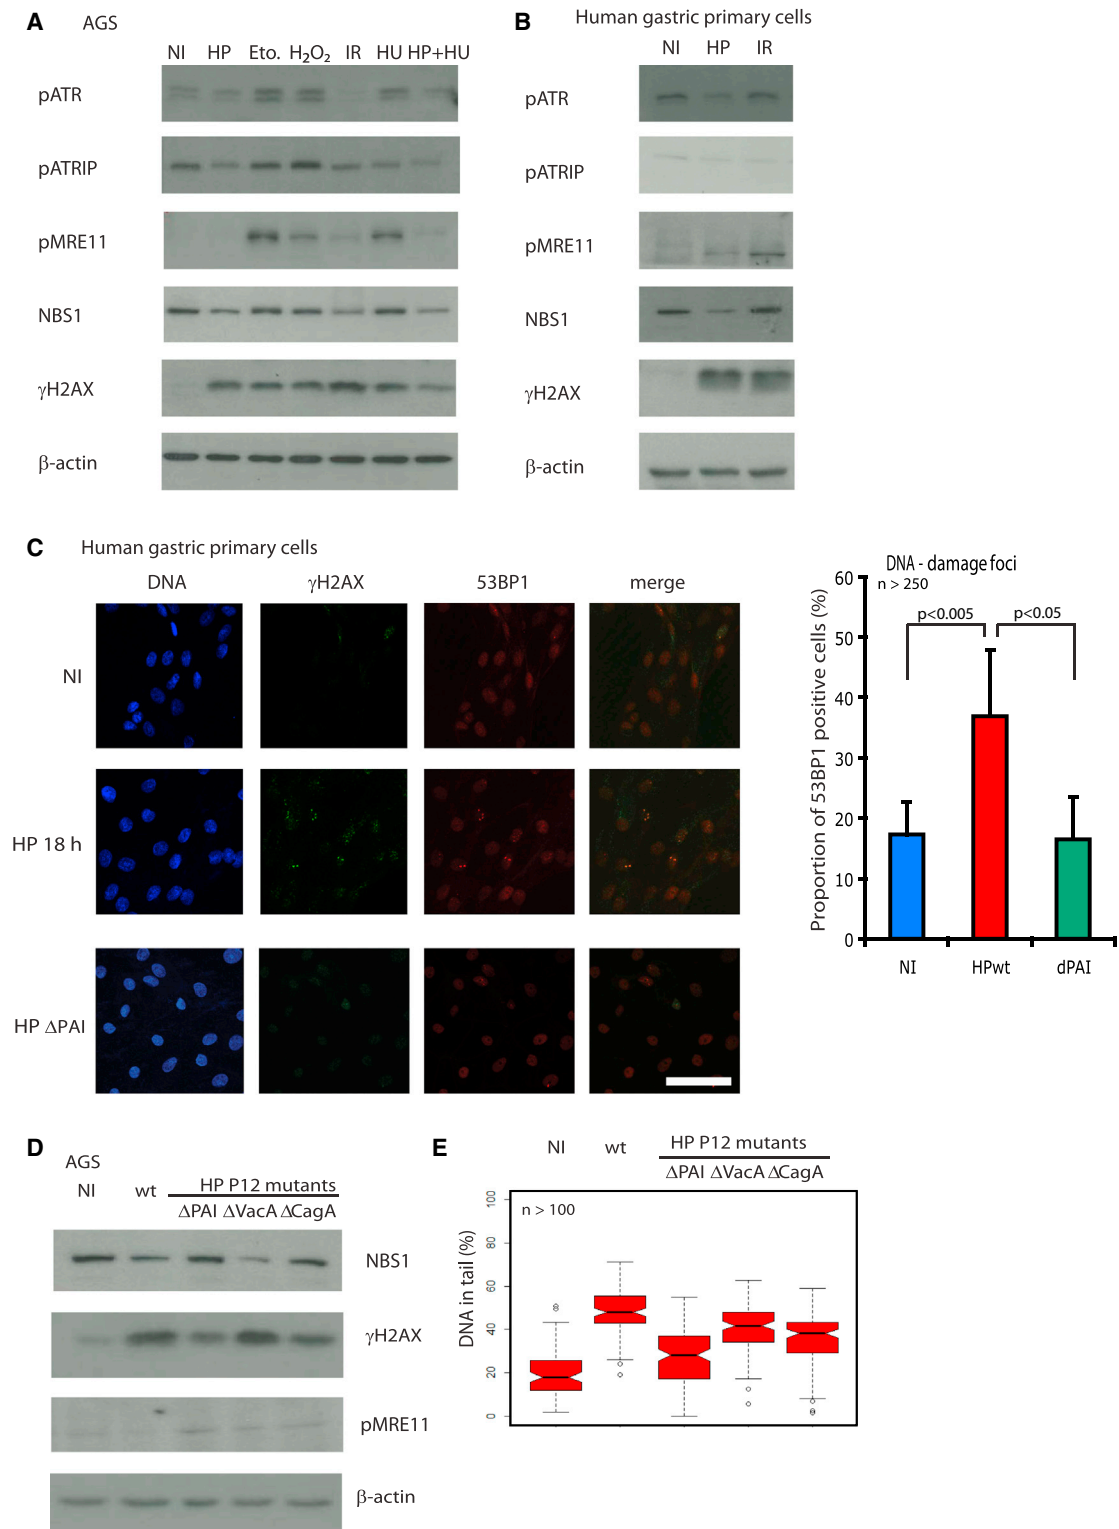 A AGS
NI HP Eto. H₂O₂ IR HU HP+HU
pATR
pATRIP
pMRE11
NBS1
γH2AX
β-actin
B Human gastric primary cells
NI HP IR
pATR
pATRIP
pMRE11
NBS1
γH2AX
β-actin
C Human gastric primary cells
DNA γH2AX 53BP1 merge
NI
HP 18 h
HP ΔPAI
DNA - damage foci
n > 250
p<0.005 p<0.05
Proportion of 53BP1 positive cells (%)
60
50
40
30
20
10
0
NI HPwt dPAI
D AGS
NI wt HP P12 mutants
ΔPAI ΔVacA ΔCagA
NBS1
γH2AX
pMRE11
β-actin
E NI wt HP P12 mutants
ΔPAI ΔVacA ΔCagA
n > 100
DNA in tail (%)
100
80
60
40
20
0